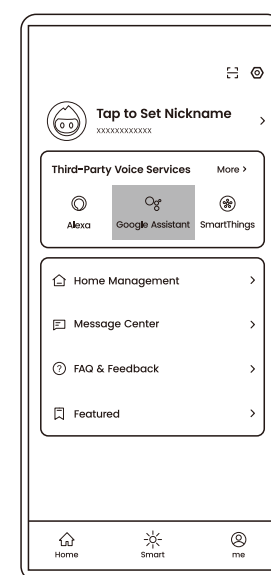 Tap to Set Nickname
xxxxxxxxxxxx
Third-Party Voice Services More
Alexa Google Assistant SmartThings
Home Management
Message Center
FAQ & Feedback
Featured
Home Smart me